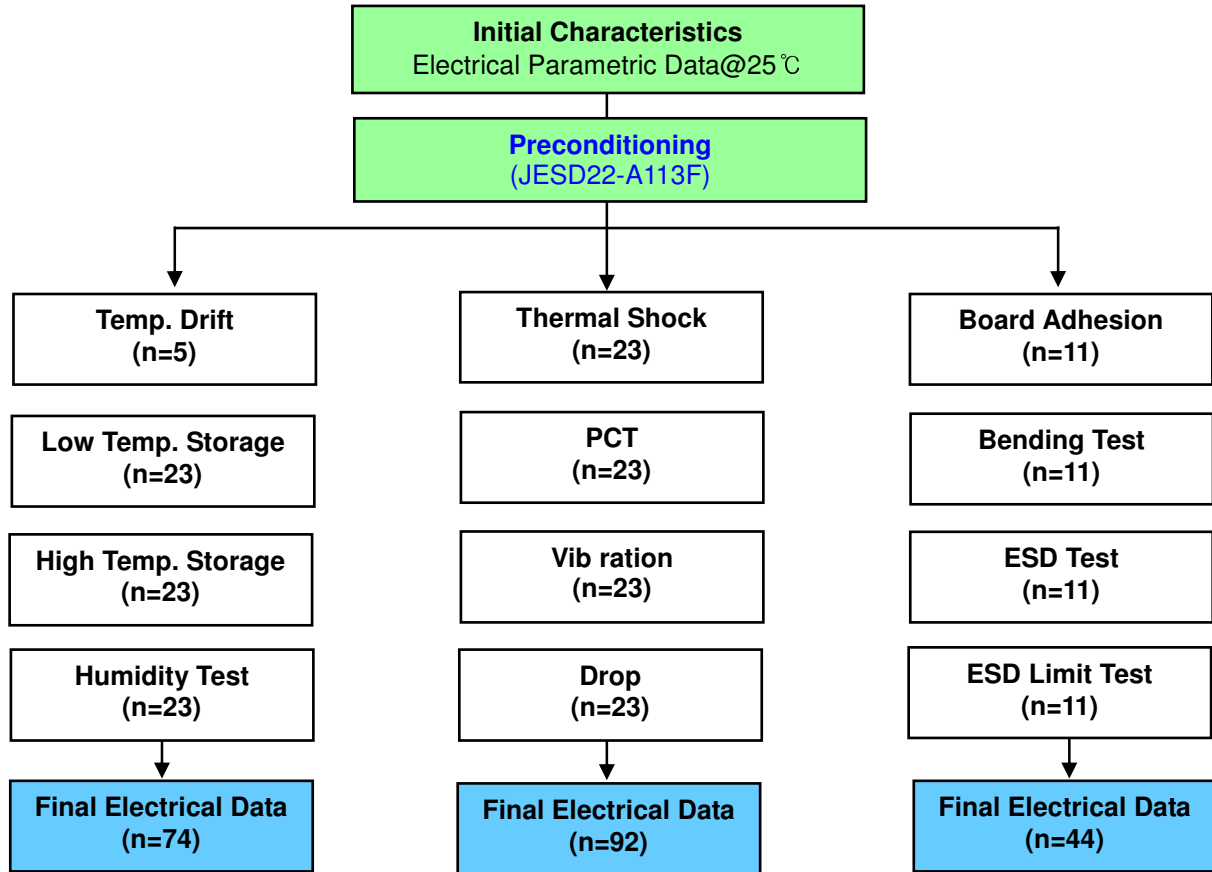 Initial Characteristics
Electrical Parametric Data@25℃
Preconditioning
(JESD22-A113F)
Temp. Drift
(n=5)
Low Temp. Storage
(n=23)
High Temp. Storage
(n=23)
Humidity Test
(n=23)
Final Electrical Data
(n=74)
Thermal Shock
(n=23)
PCT
(n=23)
Vib ration
(n=23)
Drop
(n=23)
Final Electrical Data
(n=92)
Board Adhesion
(n=11)
Bending Test
(n=11)
ESD Test
(n=11)
ESD Limit Test
(n=11)
Final Electrical Data
(n=44)